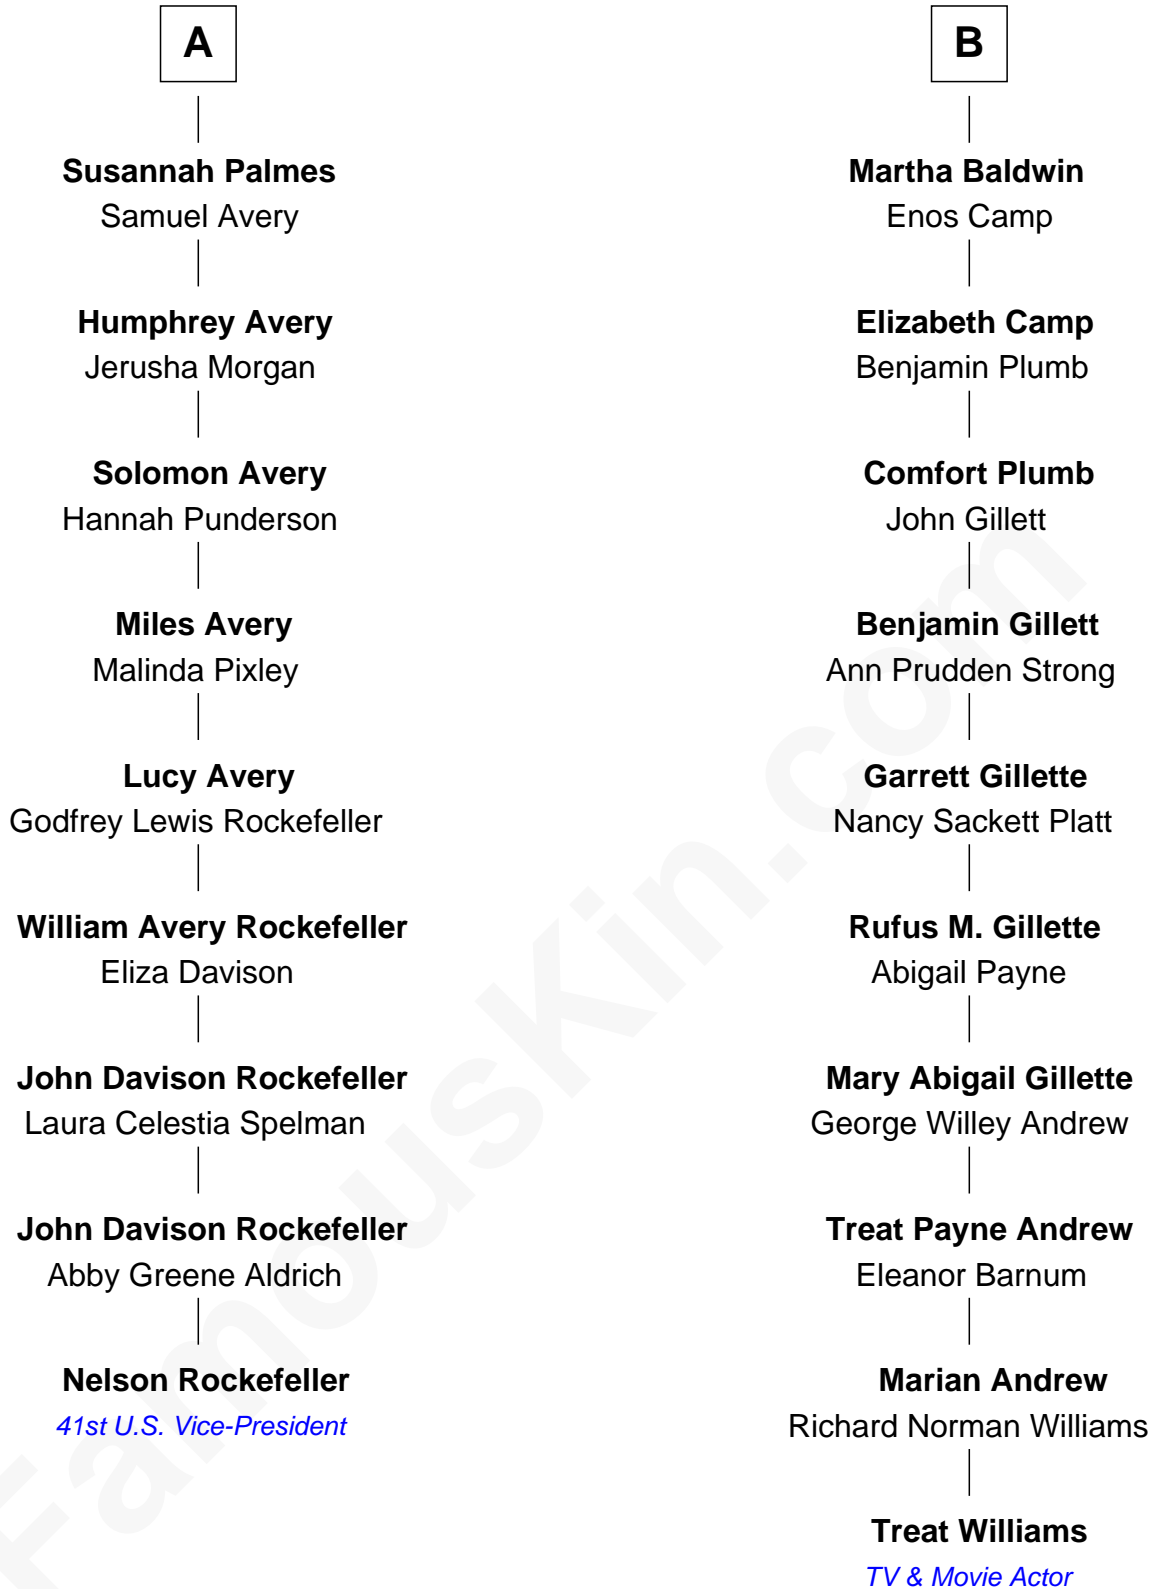 A
Susannah Palmes
Samuel Avery
Humphrey Avery
Jerusha Morgan
Solomon Avery
Hannah Punderson
Miles Avery
Malinda Pixley
Lucy Avery
Godfrey Lewis Rockefeller
William Avery Rockefeller
Eliza Davison
John Davison Rockefeller
Laura Celestia Spelman
John Davison Rockefeller
Abby Greene Aldrich
Nelson Rockefeller
41st U.S. Vice-President
B
Martha Baldwin
Enos Camp
Elizabeth Camp
Benjamin Plumb
Comfort Plumb
John Gillett
Benjamin Gillett
Ann Prudden Strong
Garrett Gillette
Nancy Sackett Platt
Rufus M. Gillette
Abigail Payne
Mary Abigail Gillette
George Willey Andrew
Treat Payne Andrew
Eleanor Barnum
Marian Andrew
Richard Norman Williams
Treat Williams
TV & Movie Actor
FamousKin.com